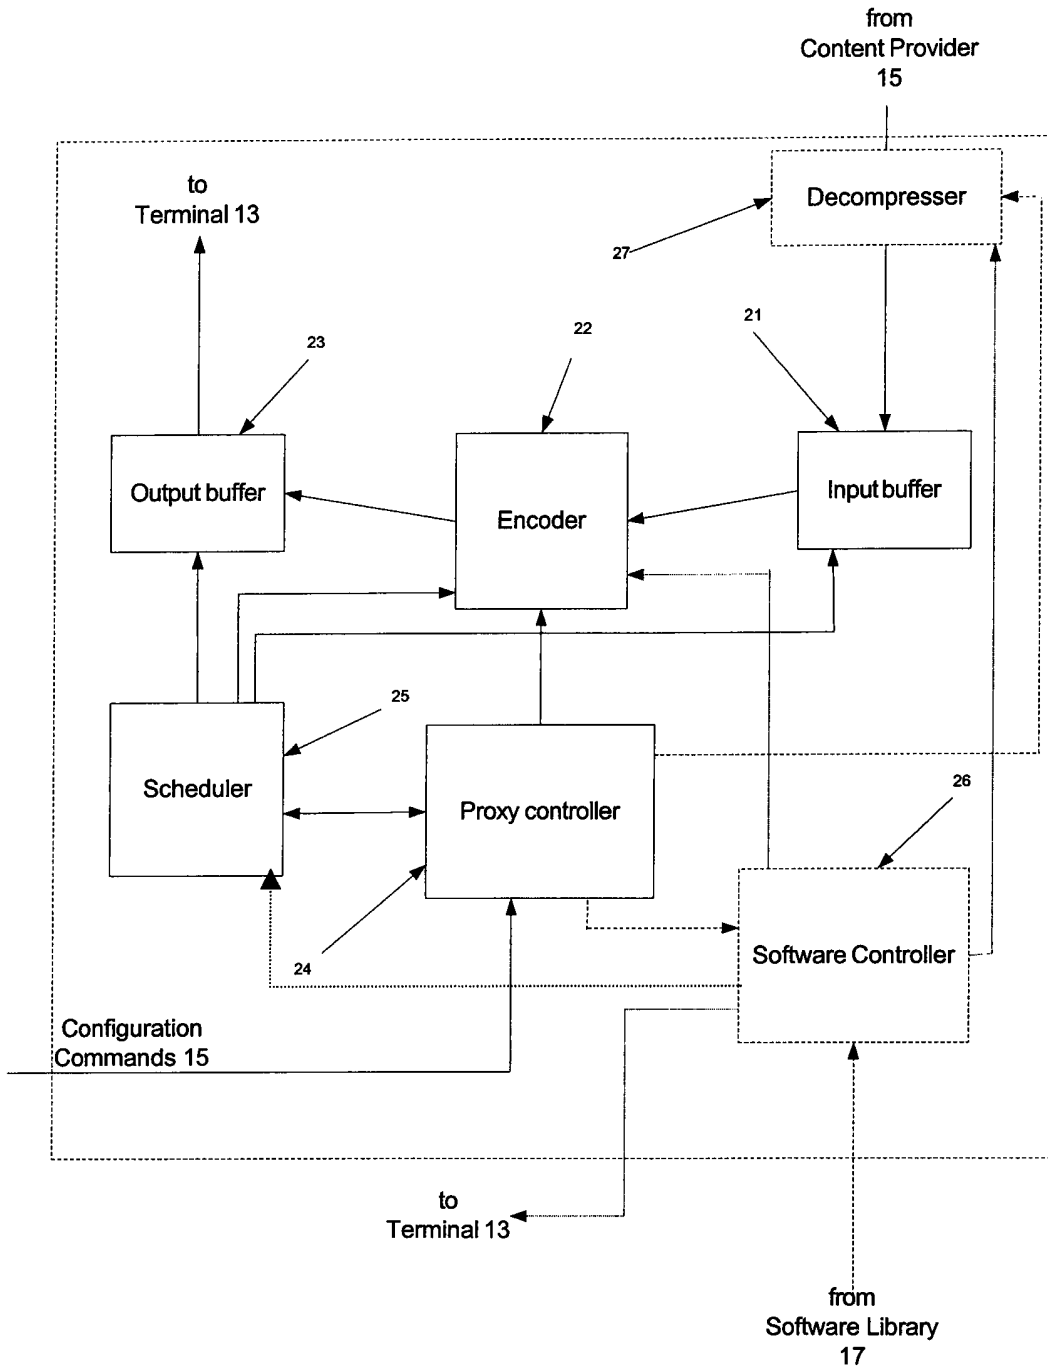 from
Content Provider
15
to
Terminal 13
Decompresser
27
21
22
23
Output buffer
Encoder
Input buffer
25
Scheduler
Proxy controller
26
24
Software Controller
Configuration
Commands 15
to
Terminal 13
from
Software Library
17